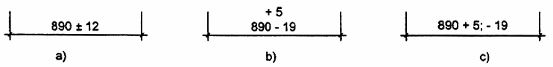 890 ± 12
+ 5
890 - 19
890 + 5; - 19
a)
b)
c)